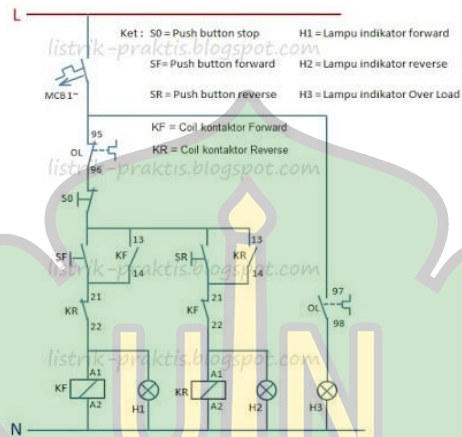 L
Ket : S0 = Push button stop H1 = Lampu indikator forward
listrik-praktis.blogspot.com
SF= Push button forward H2 = Lampu indikator reverse
MCB 1~
SR = Push button reverse H3 = Lampu indikator Over Load
KF = Coil kontaktor Forward
95
OL
KR = Coil kontaktor Reverse
96
listrik-praktis.blogspot.com
S0
SF
KF
13
14
SR
KR
13
14
listrik-praktis.blogspot.com
KR
21
22
KF
21
22
OL
97
98
listrik-praktis.blogspot.com
KF
A1
A2
H1
KR
A1
A2
H2
H3
N
UIN